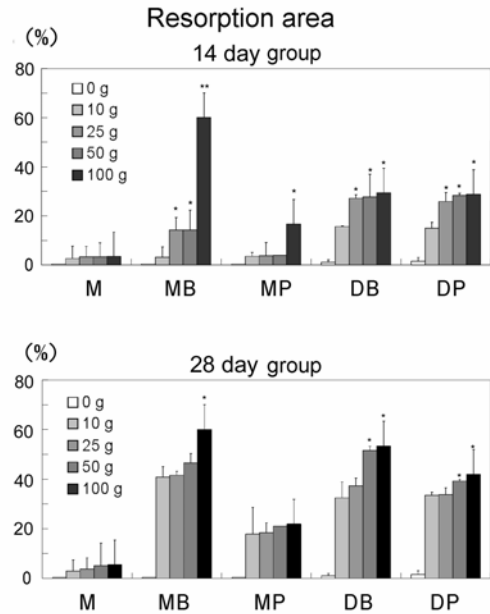 Resorption area
(%)
14 day group
80
60
40
20
0
0 g
10 g
25 g
50 g
100 g
**
* *
*
* * *
* * *
M MB MP DB DP
(%)
28 day group
80
60
40
20
0
0 g
10 g
25 g
50 g
100 g
*
* *
* *
M MB MP DB DP